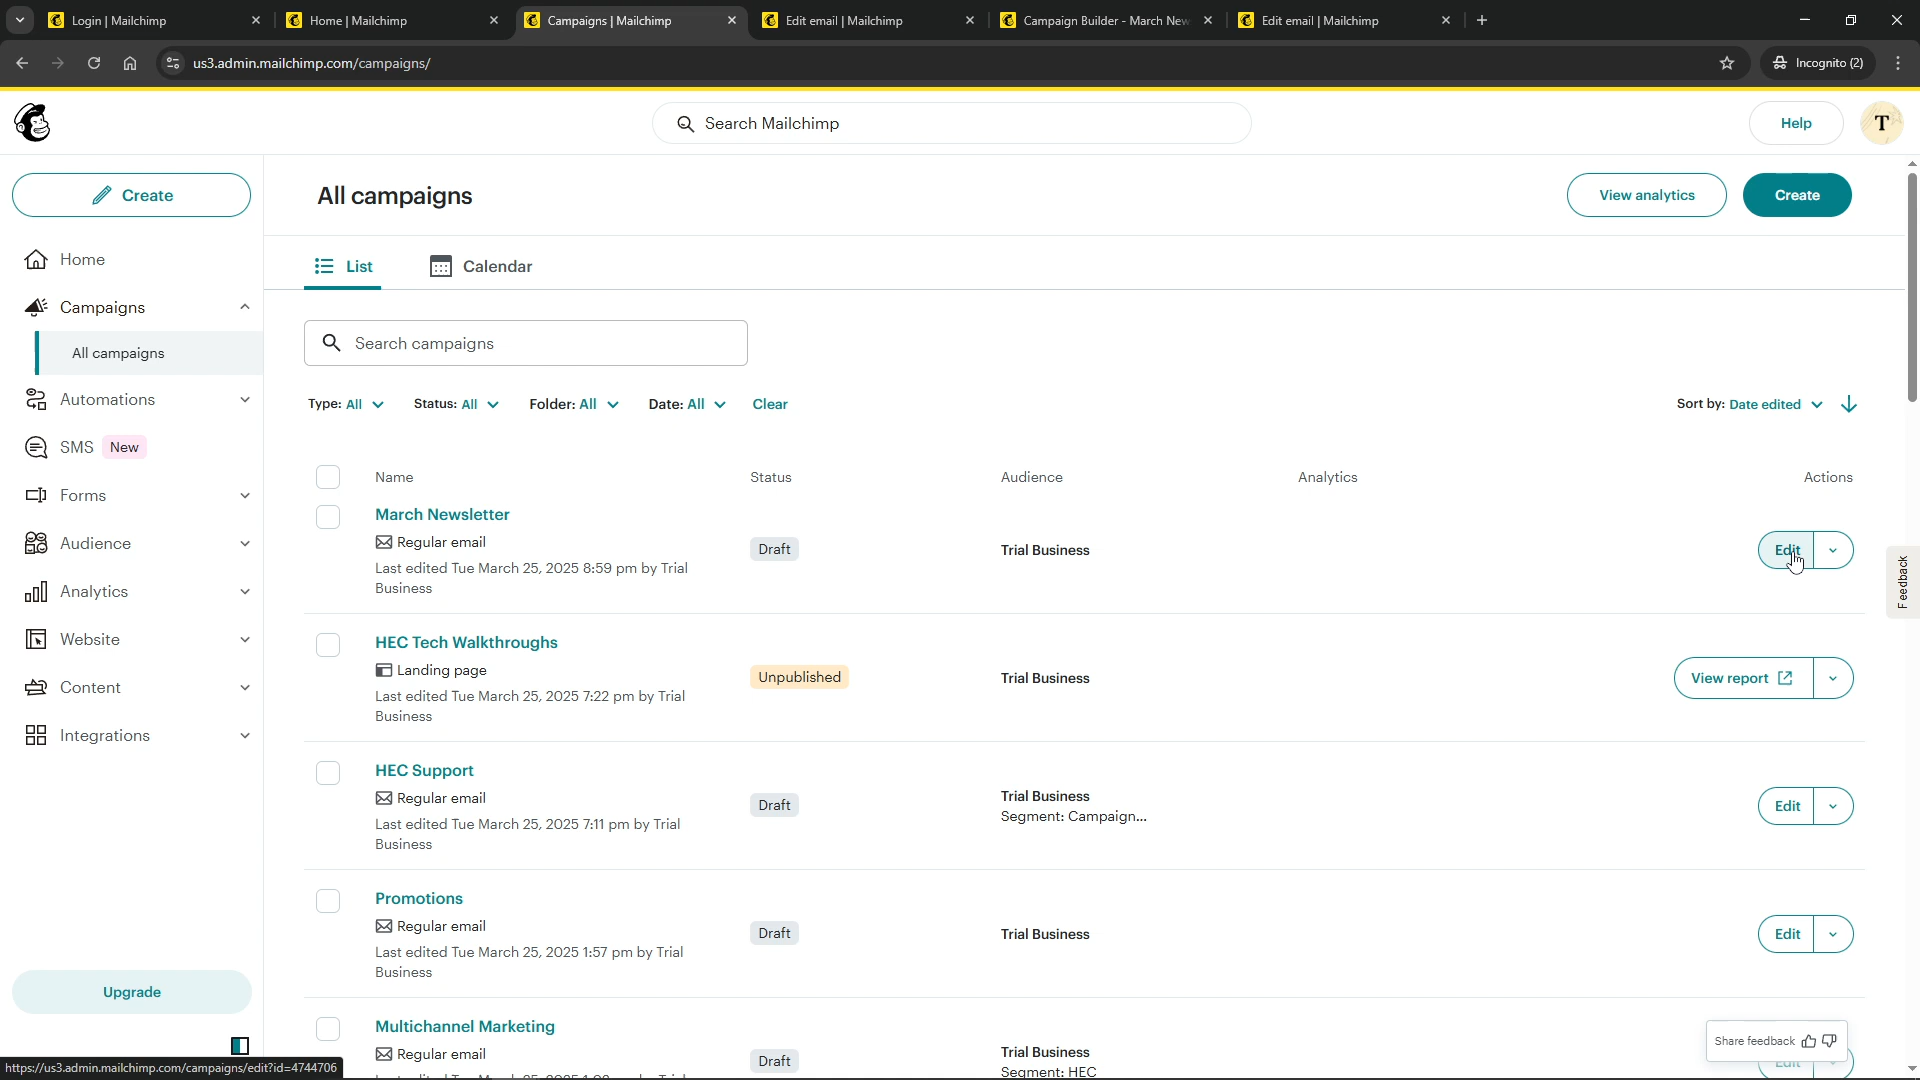 Login | Mailchimp
Home | Mailchimp
Campaigns | Mailchimp
Edit email | Mailchimp
Campaign Builder - March New
Edit email | Mailchimp
us3.admin.mailchimp.com/campaigns/
Incognito (2)
Search Mailchimp
Help
T
Create
Home
Campaigns
All campaigns
Automations
SMS New
Forms
Audience
Analytics
Website
Content
Integrations
Upgrade
All campaigns
View analytics
Create
List
Calendar
Search campaigns
Type: All
Status: All
Folder: All
Date: All
Clear
Sort by: Date edited
Name
Status
Audience
Analytics
Actions
March Newsletter
Regular email
Last edited Tue March 25, 2025 8:59 pm by Trial
Business
Draft
Trial Business
Edit
HEC Tech Walkthroughs
Landing page
Last edited Tue March 25, 2025 7:22 pm by Trial
Business
Unpublished
Trial Business
View report
HEC Support
Regular email
Last edited Tue March 25, 2025 7:11 pm by Trial
Business
Draft
Trial Business
Segment: Campaign...
Edit
Promotions
Regular email
Last edited Tue March 25, 2025 1:57 pm by Trial
Business
Draft
Trial Business
Edit
Multichannel Marketing
Regular email
Draft
Trial Business
Segment: HEC
Share feedback
Feedback
https://us3.admin.mailchimp.com/campaigns/edit?id=4744706